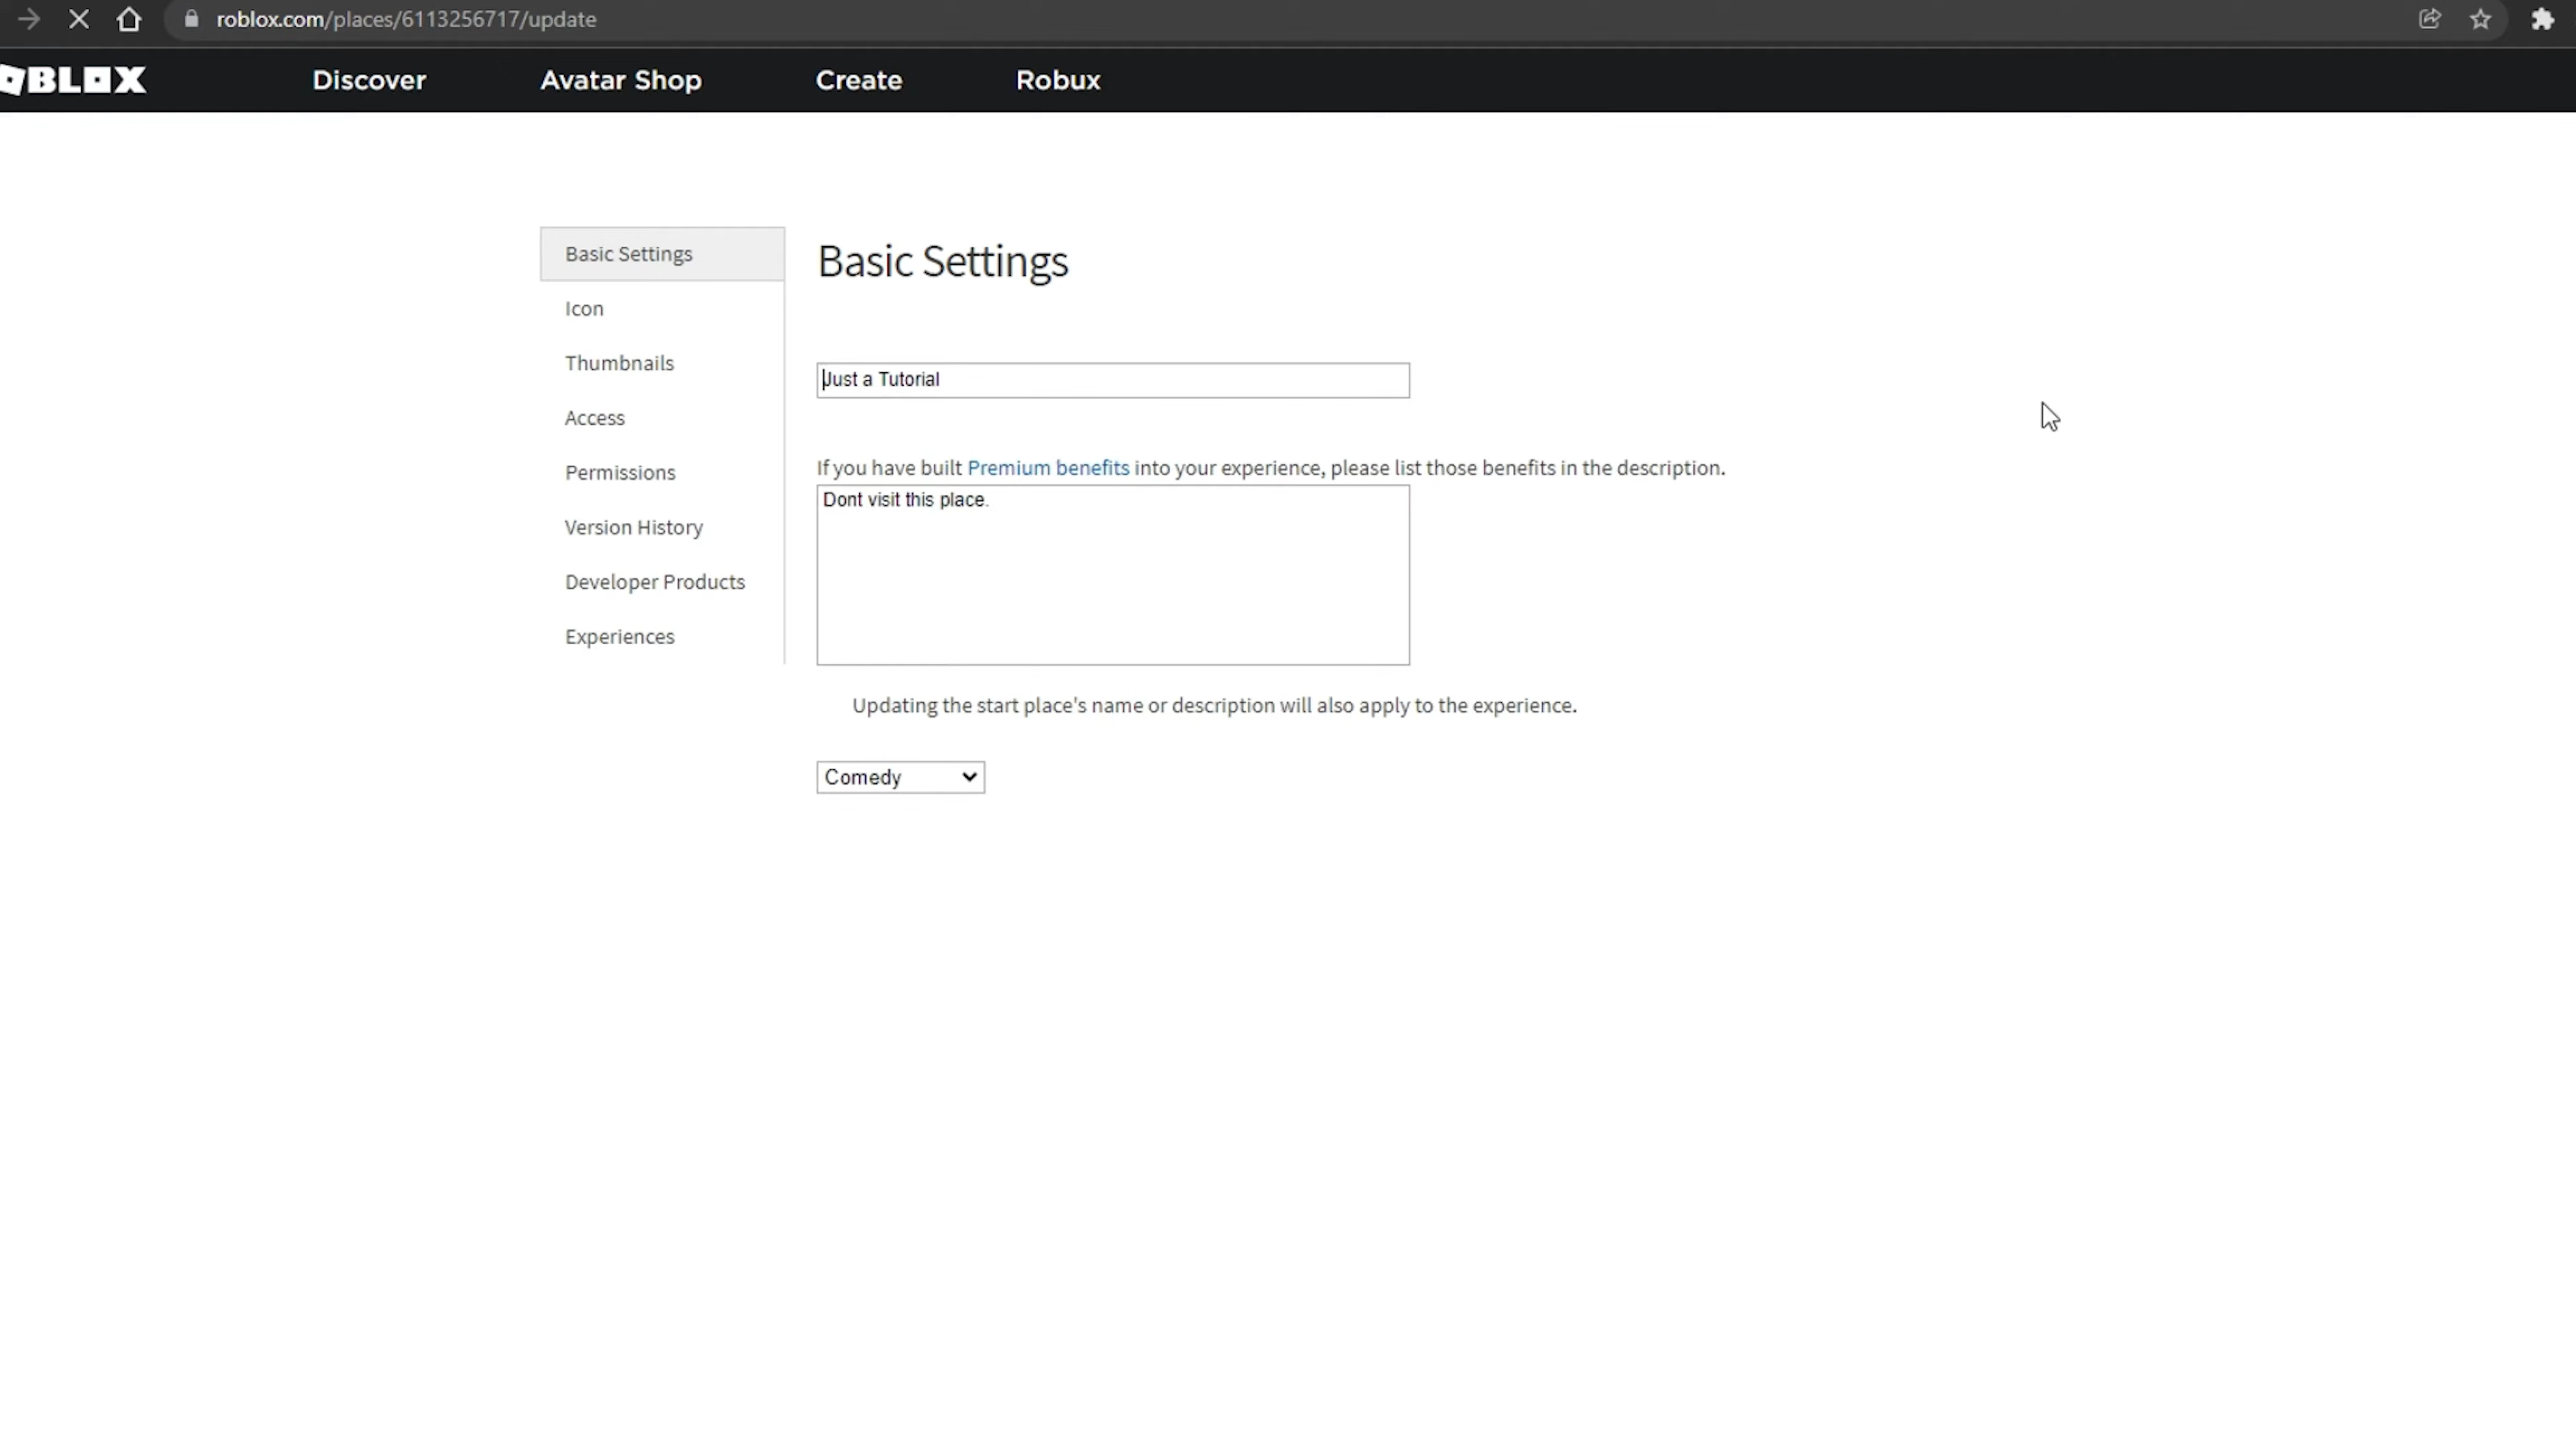 roblox.com/places/6113256717/update
ROBLOX Discover Avatar Shop Create Robux
Basic Settings
Icon
Thumbnails
Access
Permissions
Version History
Developer Products
Experiences
Basic Settings
Just a Tutorial
If you have built Premium benefits into your experience, please list those benefits in the description.
Dont visit this place.
Updating the start place's name or description will also apply to the experience.
Comedy